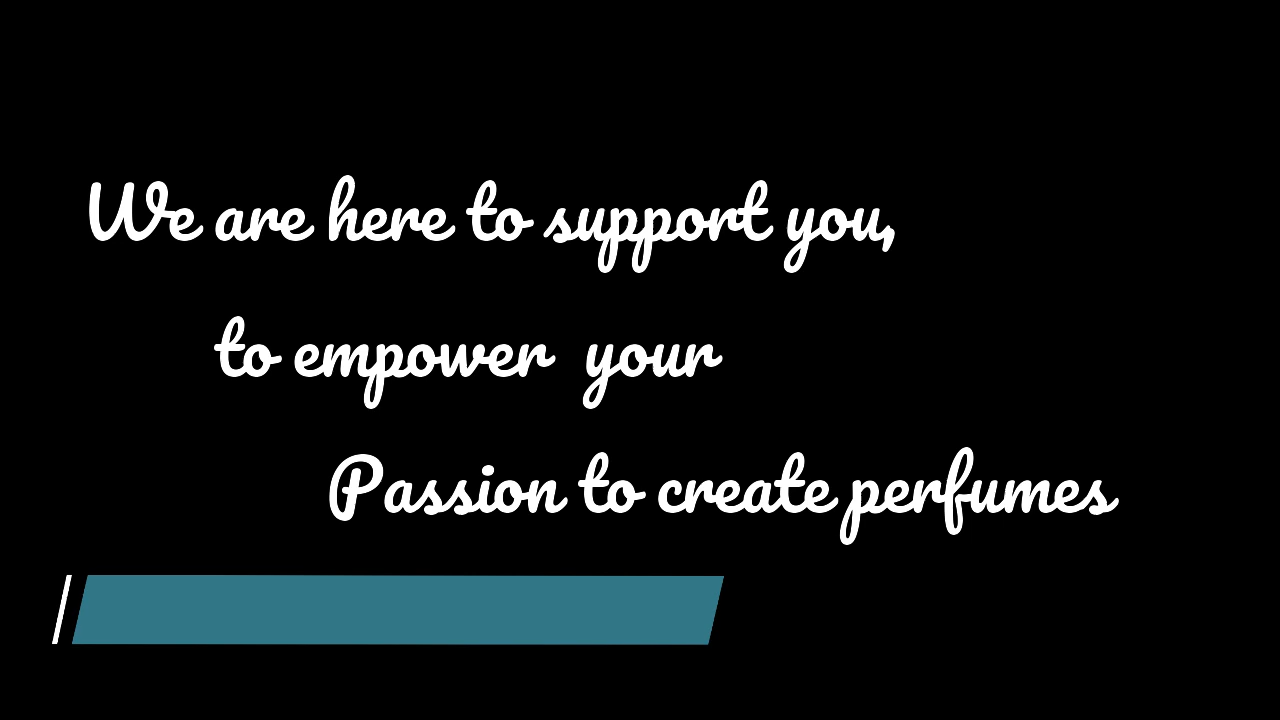 We are here to support you,
to empower your
Passion to create perfumes